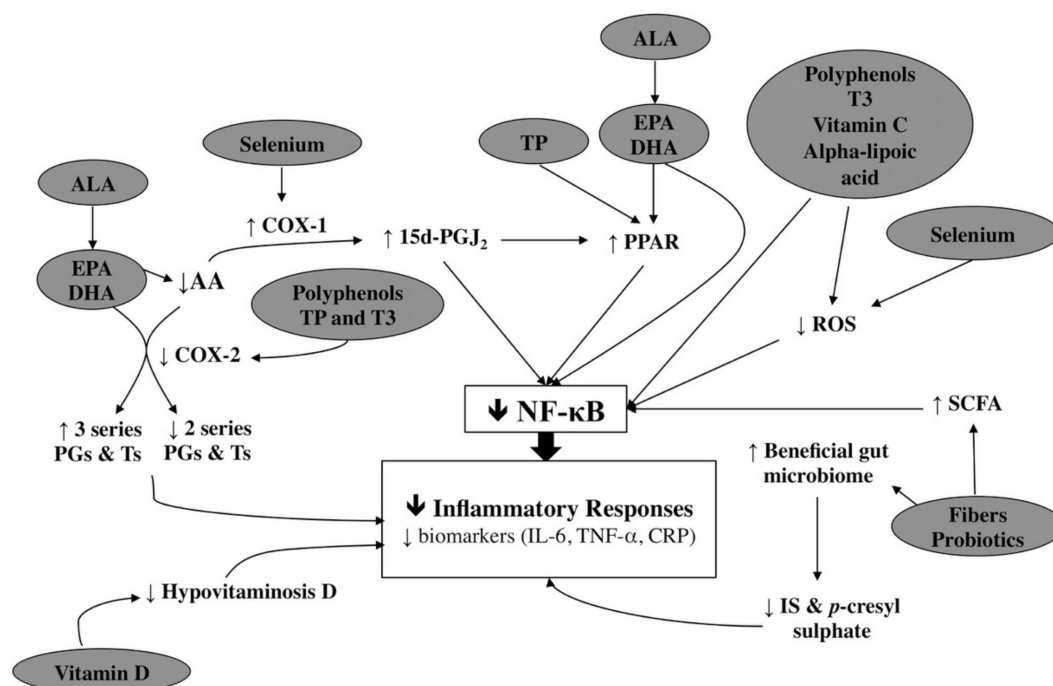 ALA
Polyphenols
T3
Vitamin C
Alpha-lipoic
acid
Selenium
TP
EPA
DHA
ALA
↑ COX-1
↑ 15d-PGJ₂
↑ PPAR
Selenium
EPA
DHA
↓AA
Polyphenols
TP and T3
↓ ROS
↓ COX-2
↓ NF-κB
↑ SCFA
↑ 3 series
PGs & Ts
↓ 2 series
PGs & Ts
↑ Beneficial gut
microbiome
↓ Inflammatory Responses
↓ biomarkers (IL-6, TNF-α, CRP)
Fibers
Probiotics
↓ Hypovitaminosis D
↓ IS & p-cresyl
sulphate
Vitamin D